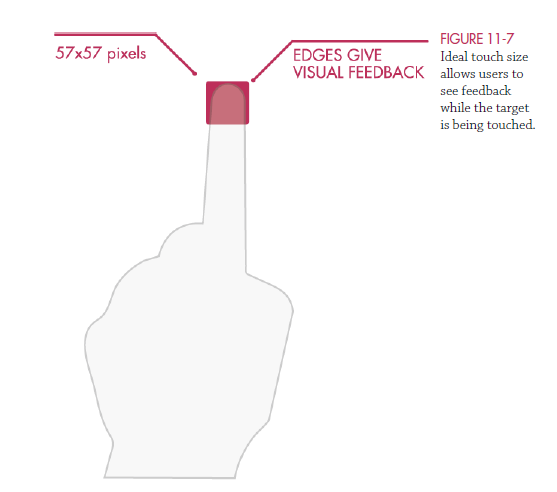 57x57 pixels
EDGES GIVE
VISUAL FEEDBACK
FIGURE 11-7
Ideal touch size
allows users to
see feedback
while the target
is being touched.